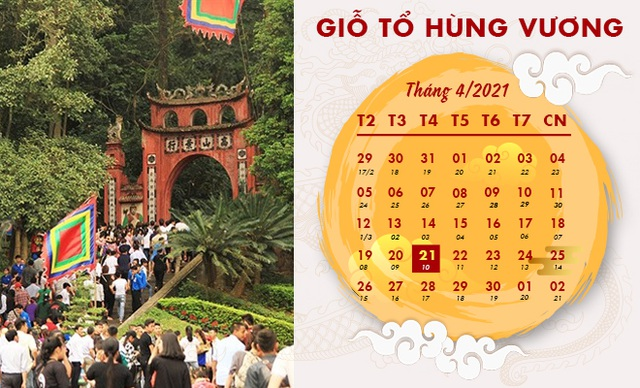 高山景行
GIỖ TỔ HÙNG VƯƠNG
Tháng 4/2021
T2 T3 T4 T5 T6 T7 CN
29 30 31 01 02 03 04
17/2 18 19 20 21 22 23
05 06 07 08 09 10 11
24 25 26 27 28 29 30
12 13 14 15 16 17 18
1/3 02 03 04 05 06 07
19 20 21 22 23 24 25
08 09 10 11 12 13 14
26 27 28 29 30 01 02
15 16 17 18 19 20 21